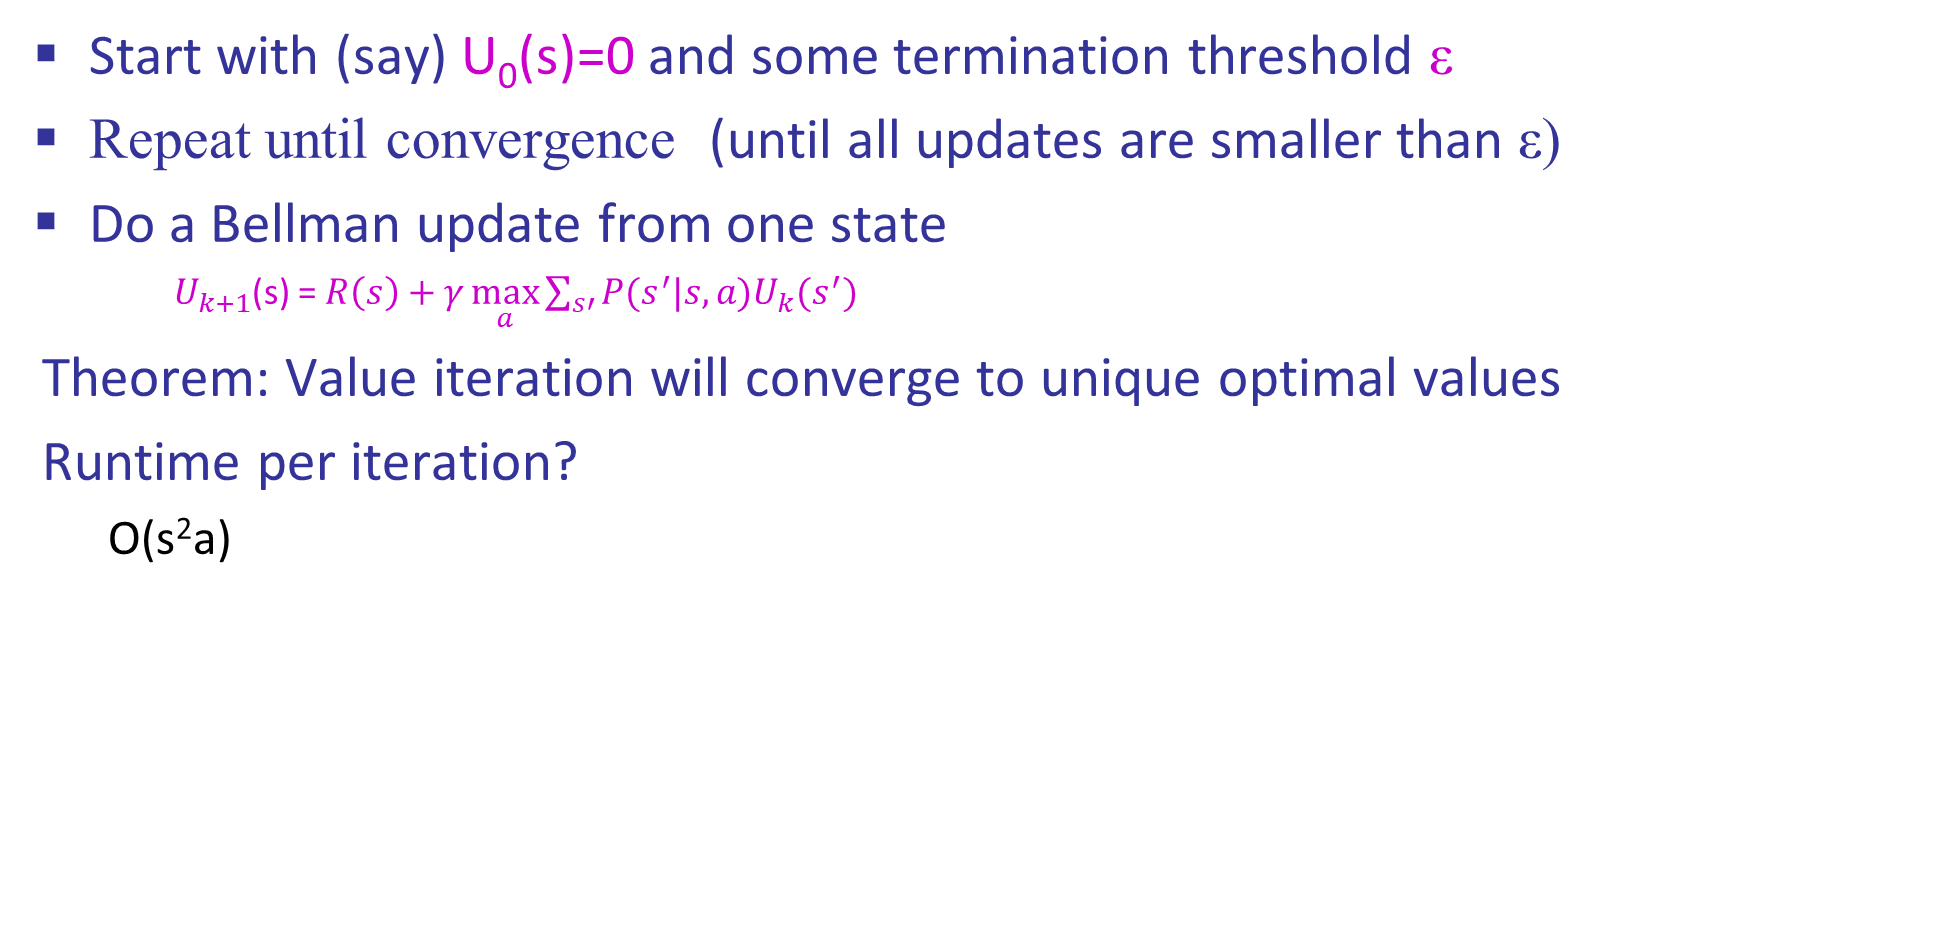 ▪ Start with (say) U₀(s)=0 and some termination threshold ε
▪ Repeat until convergence (until all updates are smaller than ε)
▪ Do a Bellman update from one state
Uₖ₊₁(s) = R(s) + γ max_a ∑_s′ P(s′|s, a)Uₖ(s′)
Theorem: Value iteration will converge to unique optimal values
Runtime per iteration?
O(s²a)